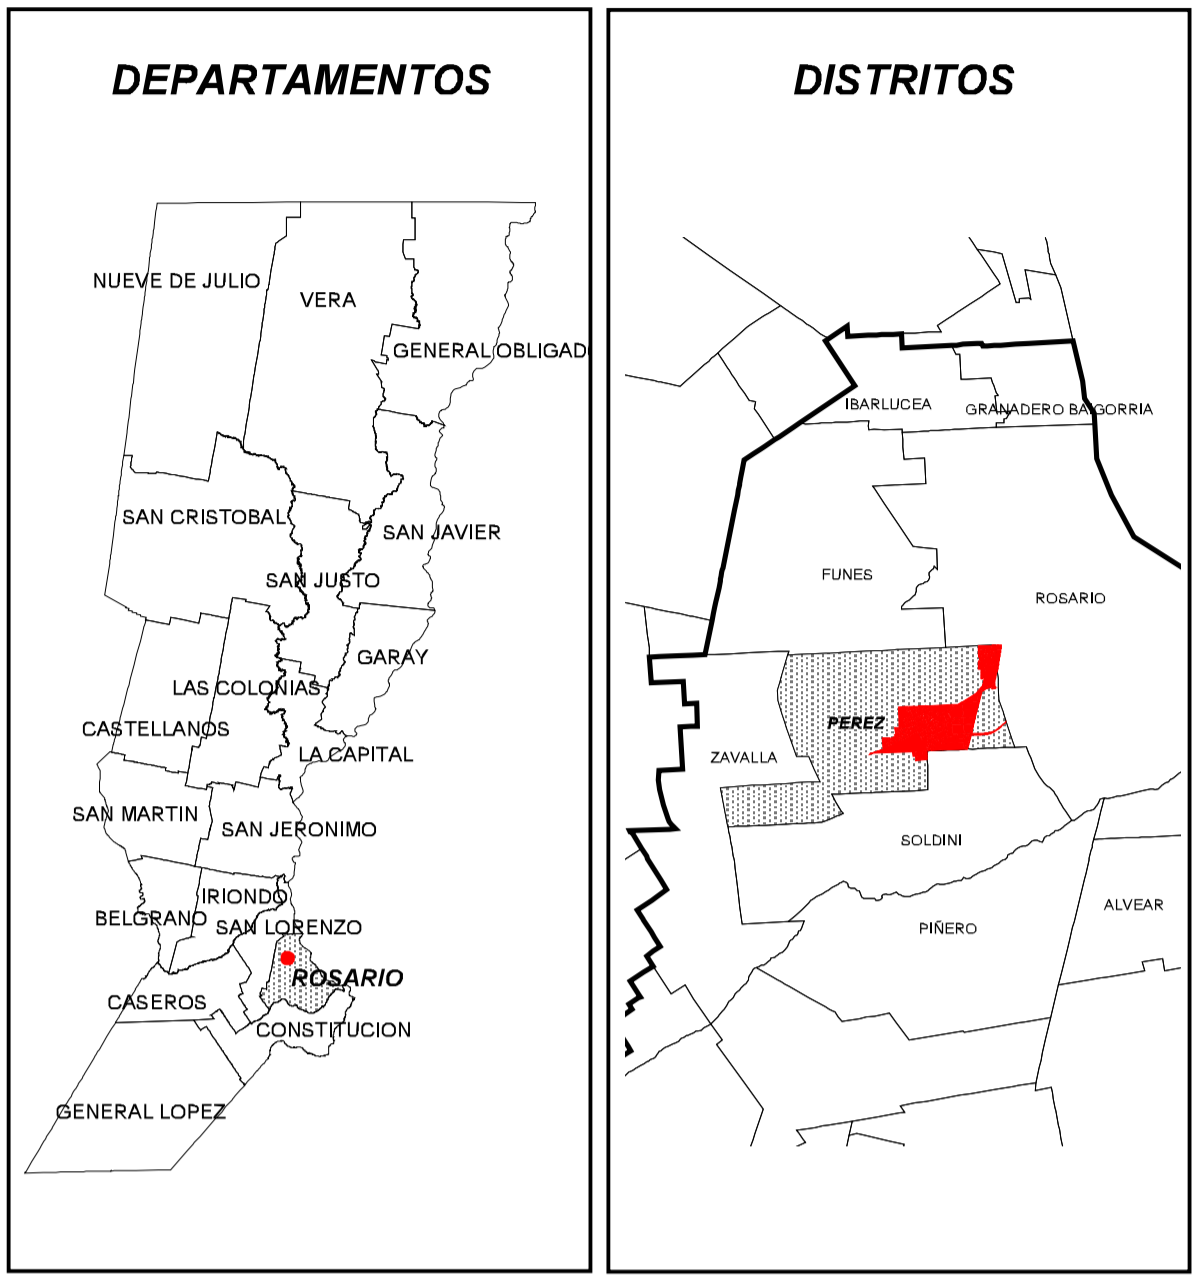 DEPARTAMENTOS
NUEVE DE JULIO
VERA
GENERAL OBLIGAD
SAN CRISTOBAL
SAN JAVIER
SAN JUSTO
GARAY
LAS COLONIAS
CASTELLANOS
LA CAPITAL
SAN MARTIN
SAN JERONIMO
IRIONDO
BELGRANO
SAN LORENZO
ROSARIO
CASEROS
CONSTITUCION
GENERAL LOPEZ
DISTRITOS
IBARLUCEA
GRANADERO BAIGORRIA
FUNES
ROSARIO
PEREZ
ZAVALLA
SOLDINI
ALVEAR
PIÑERO